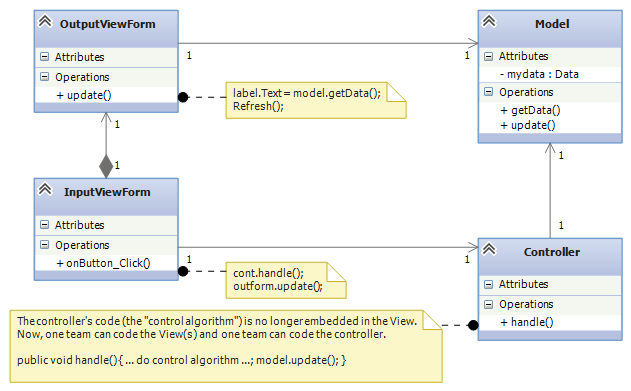 OutputViewForm
Attributes
Operations
+ update()
1
1
Model
Attributes
- mydata : Data
Operations
+ getData()
+ update()
label.Text = model.getData();
Refresh();
1
1
1
1
InputViewForm
Attributes
Operations
+ onButton_Click()
1
1
cont.handle();
outform.update();
Controller
Attributes
Operations
+ handle()
The controller's code (the "control algorithm") is no longer embedded in the View.
Now, one team can code the View(s) and one team can code the controller.
public void handle(){ ... do control algorithm ...; model.update(); }